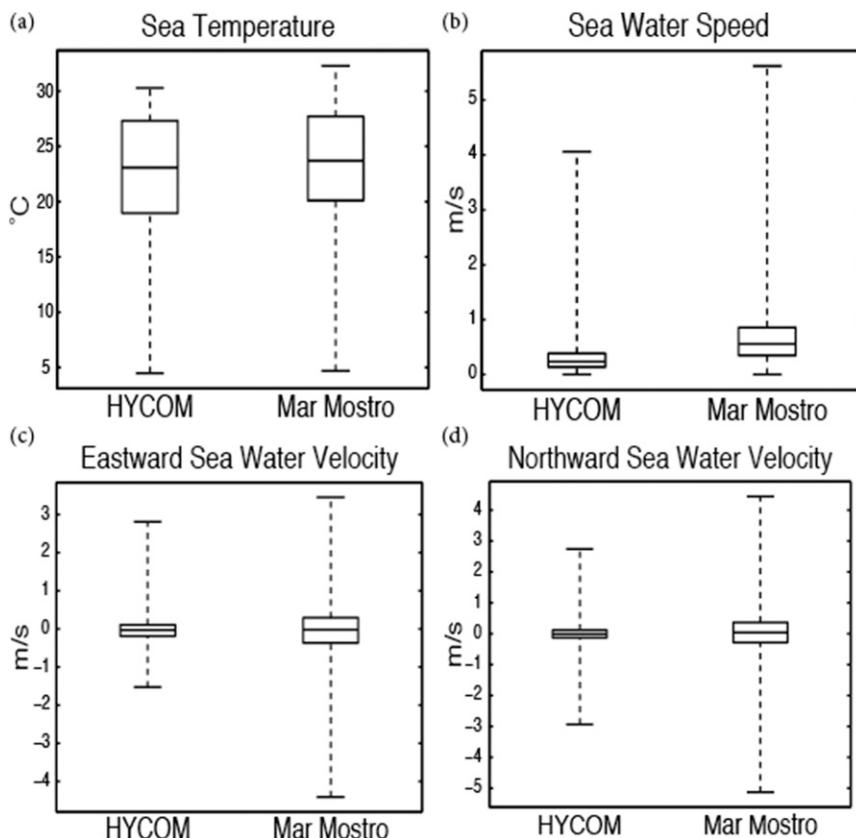 (a) Sea Temperature
°C
30
25
20
15
10
5
HYCOM Mar Mostro
(b) Sea Water Speed
m/s
5
4
3
2
1
0
HYCOM Mar Mostro
(c)
Eastward Sea Water Velocity
m/s
3
2
1
0
−1
−2
−3
−4
HYCOM Mar Mostro
(d)
Northward Sea Water Velocity
m/s
4
3
2
1
0
−1
−2
−3
−4
−5
HYCOM Mar Mostro